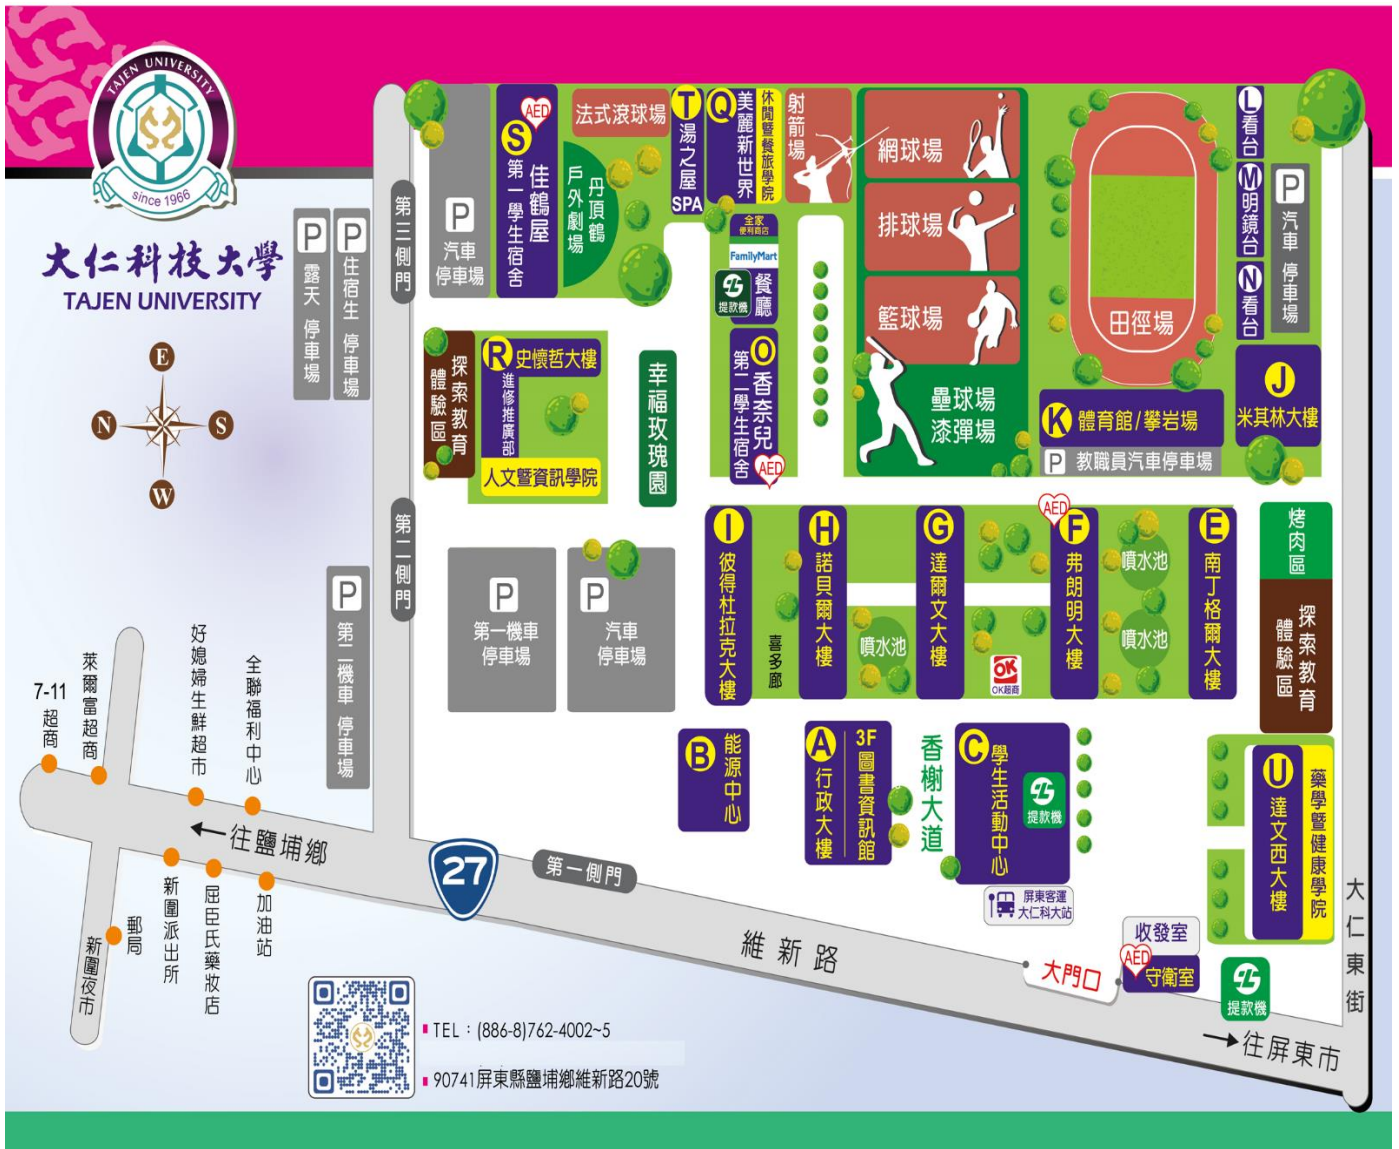 TAJEN UNIVERSITY
since 1966
大仁科技大學
TAJEN UNIVERSITY
E
N
S
W
P
露天 停車場
P
住宿生 停車場
第三側門
P
汽車
停車場
AED
S
第一學生宿舍
佳鶴屋
法式滾球場
丹頂鶴
戶外劇場
T
湯之屋
SPA
Q
美麗新世界
休閒暨餐旅學院
射箭場
全家
便利商店
FamilyMart
提款機
餐廳
網球場
排球場
籃球場
壘球場
漆彈場
田徑場
L
看台
M
明鏡台
N
看台
P
汽車 停車場
探索教育
體驗區
R
史懷哲大樓
進修推廣部
人文暨資訊學院
幸福玫瑰園
O
香奈兒
第二學生宿舍
AED
K
體育館/攀岩場
P
教職員汽車停車場
J
米其林大樓
第二側門
P
第一機車
停車場
P
汽車
停車場
I
彼得杜拉克大樓
喜多廊
H
諾貝爾大樓
噴水池
G
達爾文大樓
OK
OK超商
AED
F
弗朗明大樓
噴水池
噴水池
E
南丁格爾大樓
烤肉區
探索教育
體驗區
P
第二機車 停車場
B
能源中心
A
行政大樓
3F
圖書資訊館
香榭大道
C
學生活動中心
提款機
屏東客運
大仁科大站
U
達文西大樓
藥學暨健康學院
7-11
超商
萊爾富超商
好媳婦生鮮超市
全聯福利中心
←往鹽埔鄉
27
第一側門
維新路
大門口
收發室
AED
守衛室
提款機
→往屏東市
大仁東街
新圍夜市
郵局
新圍派出所
屈臣氏藥妝店
加油站
TEL：(886-8)762-4002~5
90741屏東縣鹽埔鄉維新路20號